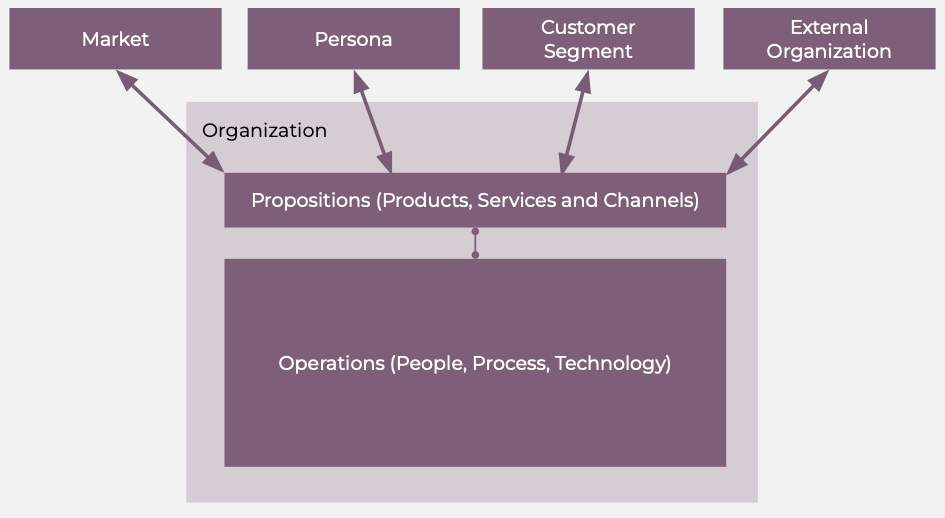 Market
Persona
Customer
Segment
External
Organization
Organization
Propositions (Products, Services and Channels)
Operations (People, Process, Technology)